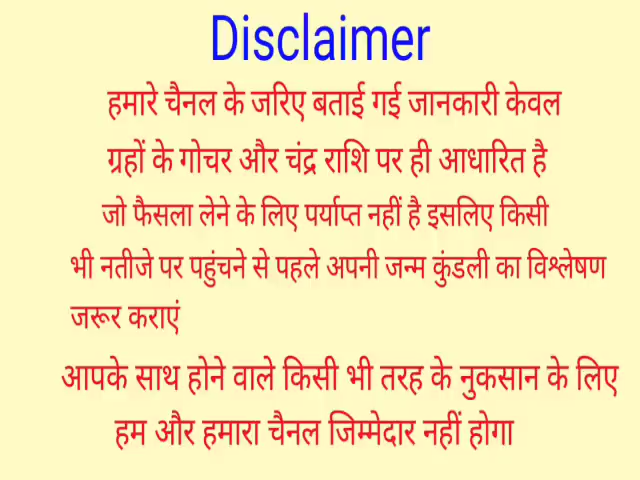 Disclaimer
हमारे चैनल के जरिए बताई गई जानकारी केवल
ग्रहों के गोचर और चंद्र राशि पर ही आधारित है
जो फैसला लेने के लिए पर्याप्त नहीं है इसलिए किसी
भी नतीजे पर पहुंचने से पहले अपनी जन्म कुंडली का विश्लेषण
जरूर कराएं
आपके साथ होने वाले किसी भी तरह के नुकसान के लिए
हम और हमारा चैनल जिम्मेदार नहीं होगा